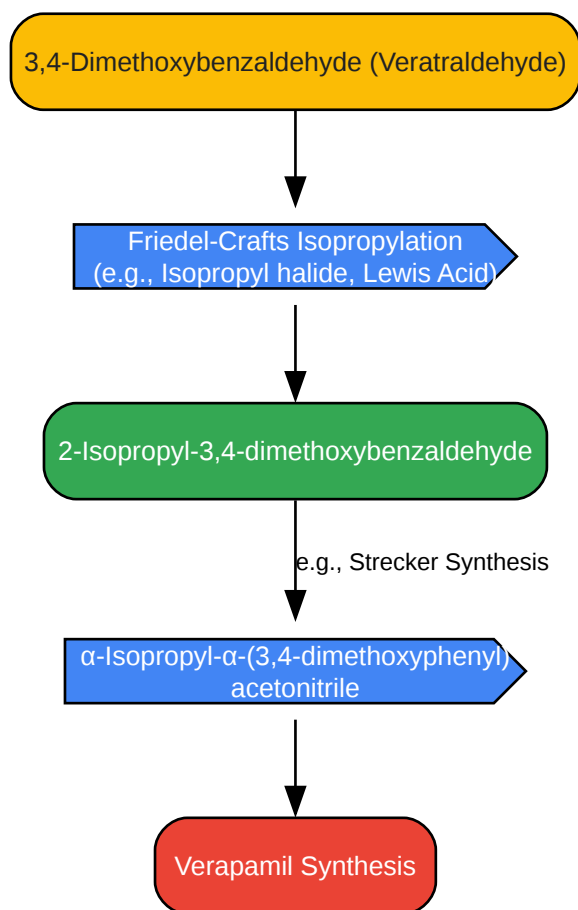 3,4-Dimethoxybenzaldehyde (Veratraldehyde)
Friedel-Crafts Isopropylation
(e.g., Isopropyl halide, Lewis Acid)
2-Isopropyl-3,4-dimethoxybenzaldehyde
e.g., Strecker Synthesis
α-Isopropyl-α-(3,4-dimethoxyphenyl)
acetonitrile
Verapamil Synthesis